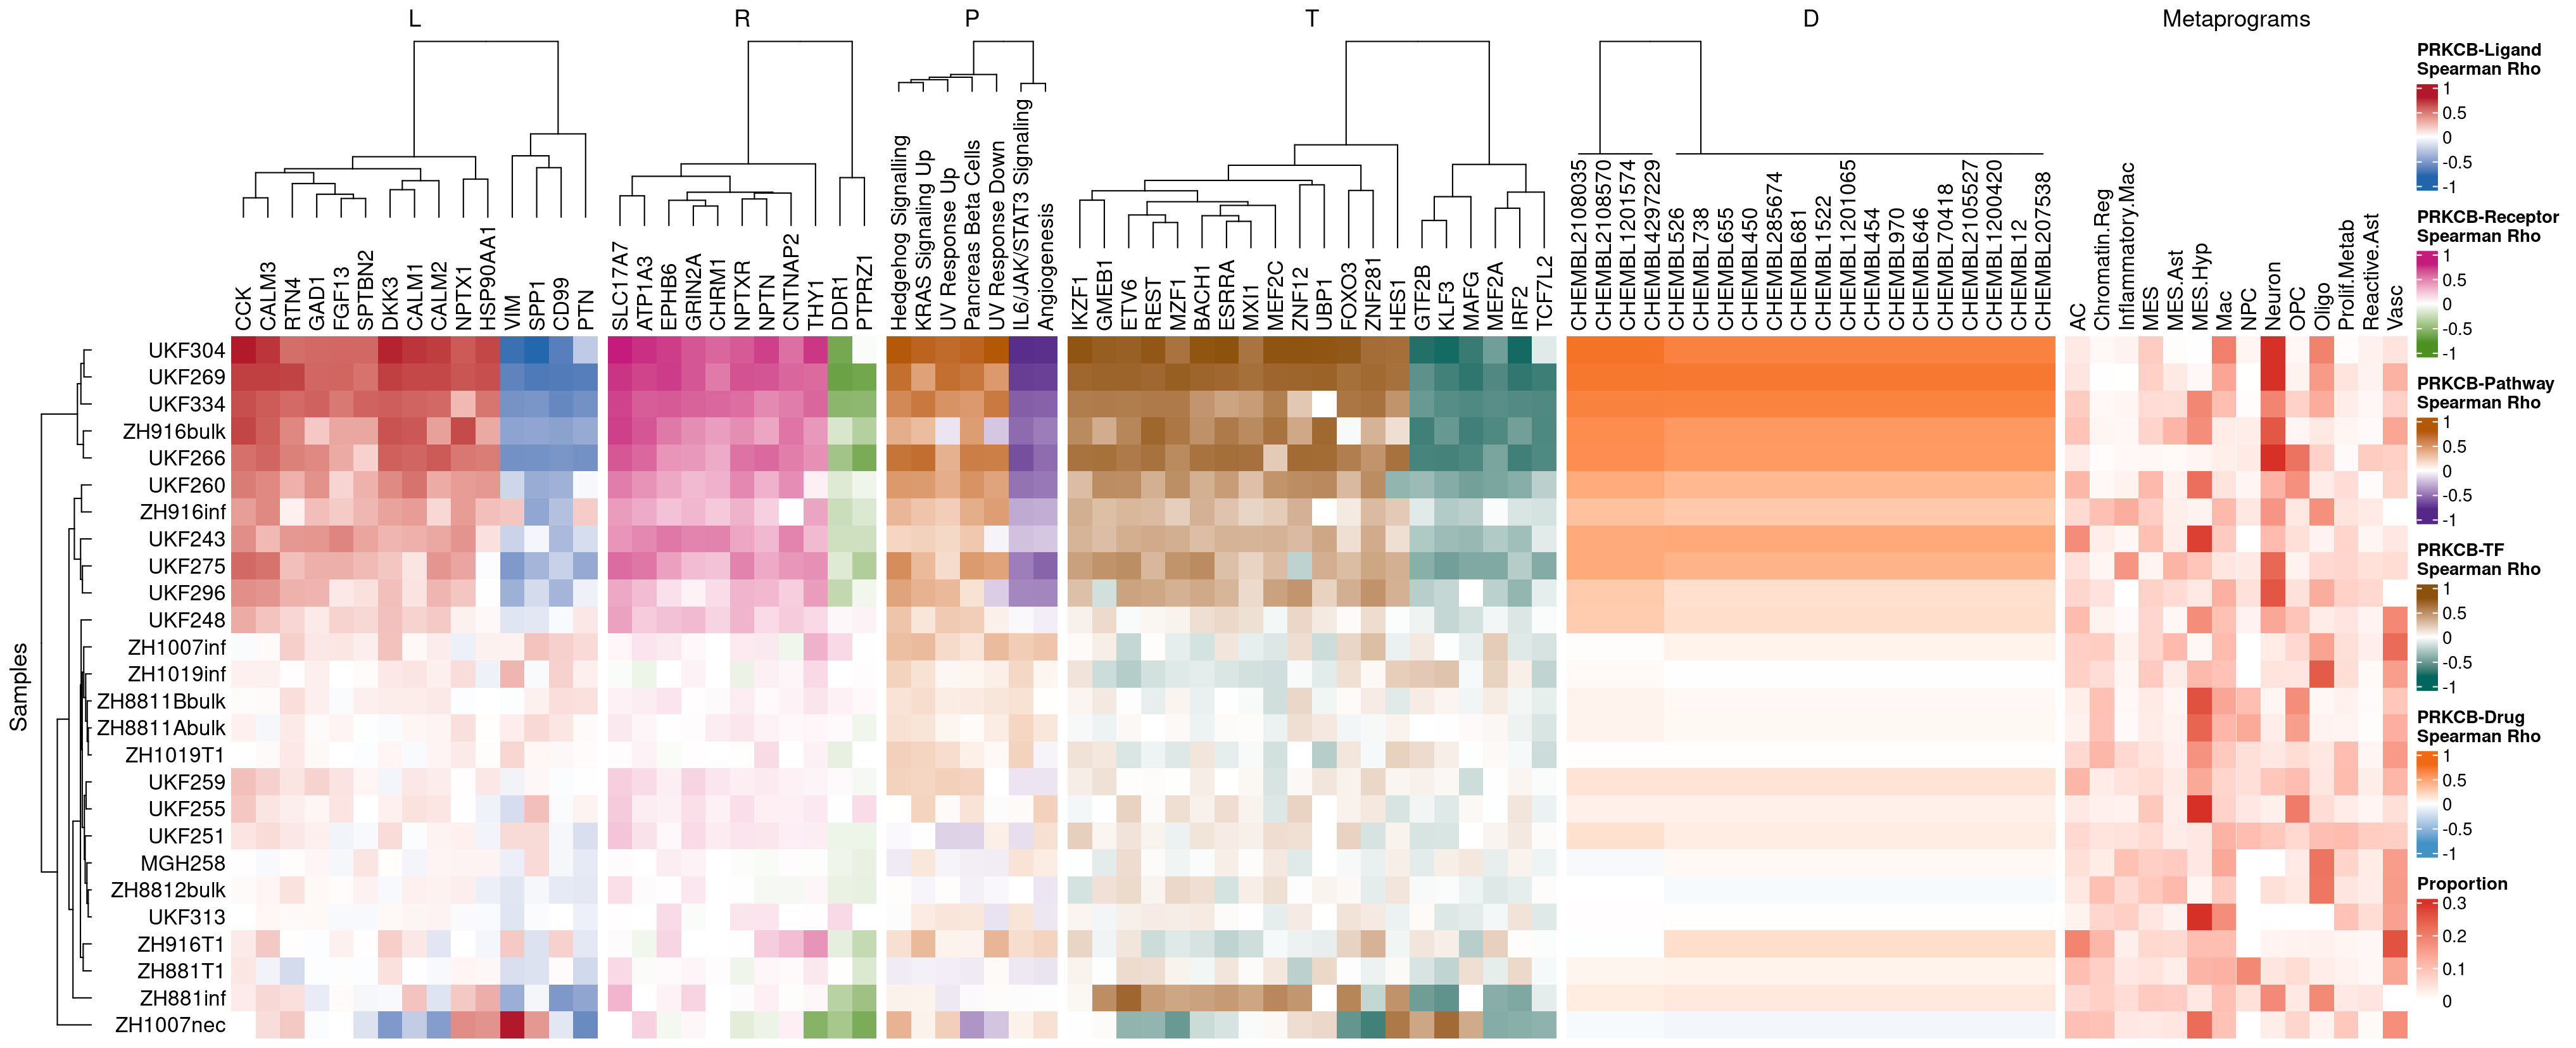 L
R
P
T
D
Metaprograms
CCK
CALM3
RTN4
GAD1
FGF13
SPTBN2
DKK3
CALM1
CALM2
NPTX1
HSP90AA1
VIM
SPP1
CD99
PTN
SLC17A7
ATP1A3
EPHB6
GRIN2A
CHRM1
NPTXR
NPTN
CNTNAP2
THY1
DDR1
PTPRZ1
Hedgehog Signalling
KRAS Signaling Up
UV Response Up
Pancreas Beta Cells
UV Response Down
IL6/JAK/STAT3 Signaling
Angiogenesis
IKZF1
GMEB1
ETV6
REST
MZF1
BACH1
ESRRA
MXI1
MEF2C
ZNF12
UBP1
FOXO3
ZNF281
HES1
GTF2B
KLF3
MAFG
MEF2A
IRF2
TCF7L2
CHEMBL2108035
CHEMBL2108570
CHEMBL1201574
CHEMBL4297229
CHEMBL526
CHEMBL738
CHEMBL655
CHEMBL450
CHEMBL285674
CHEMBL681
CHEMBL1522
CHEMBL1201065
CHEMBL454
CHEMBL970
CHEMBL646
CHEMBL70418
CHEMBL2105527
CHEMBL1200420
CHEMBL12
CHEMBL207538
AC
Chromatin.Reg
Inflammatory.Mac
MES
MES.Ast
MES.Hyp
Mac
NPC
Neuron
OPC
Oligo
Prolif.Metab
Reactive.Ast
Vasc
Samples
UKF304
UKF269
UKF334
ZH916bulk
UKF266
UKF260
ZH916inf
UKF243
UKF275
UKF296
UKF248
ZH1007inf
ZH1019inf
ZH8811Bbulk
ZH8811Abulk
ZH1019T1
UKF259
UKF255
UKF251
MGH258
ZH8812bulk
UKF313
ZH916T1
ZH881T1
ZH881inf
ZH1007nec
PRKCB-Ligand
Spearman Rho
1
0.5
0
-0.5
-1
PRKCB-Receptor
Spearman Rho
1
0.5
0
-0.5
-1
PRKCB-Pathway
Spearman Rho
1
0.5
0
-0.5
-1
PRKCB-TF
Spearman Rho
1
0.5
0
-0.5
-1
PRKCB-Drug
Spearman Rho
1
0.5
0
-0.5
-1
Proportion
0.3
0.2
0.1
0